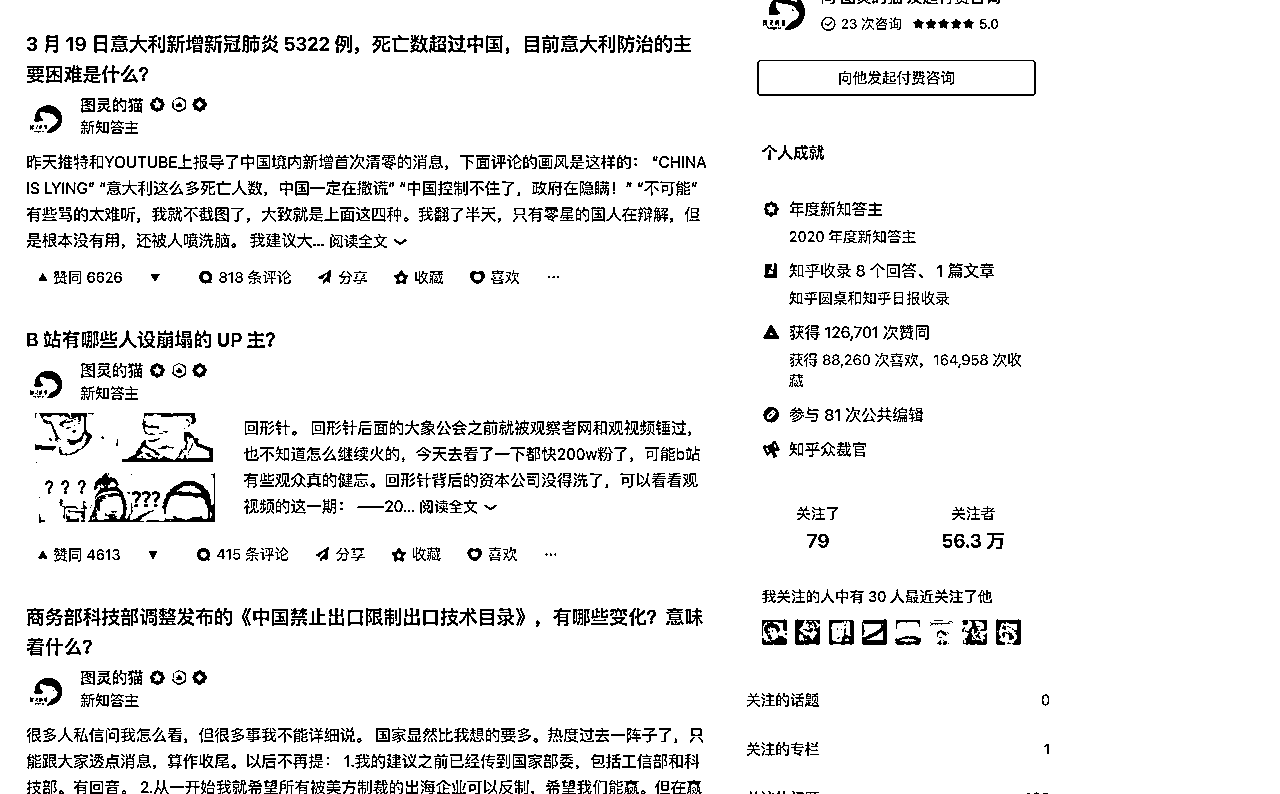 3 月 19 日意大利新增新冠肺炎 5322 例，死亡数超过中国，目前意大利防治的主
要困难是什么？
图灵的猫
新知答主
昨天推特和YOUTUBE上报导了中国境内新增首次清零的消息，下面评论的画风是这样的： “CHINA
IS LYING” “意大利这么多死亡人数，中国一定在撒谎” “中国控制不住了，政府在隐瞒！” “不可能”
有些骂的太难听，我就不截图了，大致就是上面这四种。我翻了半天，只有零星的国人在辩解，但
是根本没有用，还被人喷洗脑。 我建议大... 阅读全文
赞同 6626
818 条评论
分享
收藏
喜欢
···
B 站有哪些人设崩塌的 UP 主？
图灵的猫
新知答主
? ? ?
???
回形针。 回形针后面的大象公会之前就被观察者网和观视频锤过，
也不知道怎么继续火的，今天去看了一下都快200w粉了，可能b站
有些观众真的健忘。回形针背后的资本公司没得洗了，可以看看观
视频的这一期： ——20... 阅读全文
赞同 4613
415 条评论
分享
收藏
喜欢
···
商务部科技部调整发布的《中国禁止出口限制出口技术目录》，有哪些变化？意味
着什么？
图灵的猫
新知答主
很多人私信问我怎么看，但很多事我不能详细说。 国家显然比我想的要多。热度过去一阵子了，只
能跟大家透点消息，算作收尾。以后不再提： 1.我的建议之前已经传到国家部委，包括工信部和科
技部。有回音。 2.从一开始我就希望所有被美方制裁的出海企业可以反制，希望我们能赢。但在赢
23 次咨询 ★★★★★ 5.0
向他发起付费咨询
个人成就
年度新知答主
2020 年度新知答主
知乎收录 8 个回答、1 篇文章
知乎圆桌和知乎日报收录
获得 126,701 次赞同
获得 88,260 次喜欢，164,958 次收
藏
参与 81 次公共编辑
知乎众裁官
关注了
79
关注者
56.3 万
我关注的人中有 30 人最近关注了他
关注的话题
0
关注的专栏
1